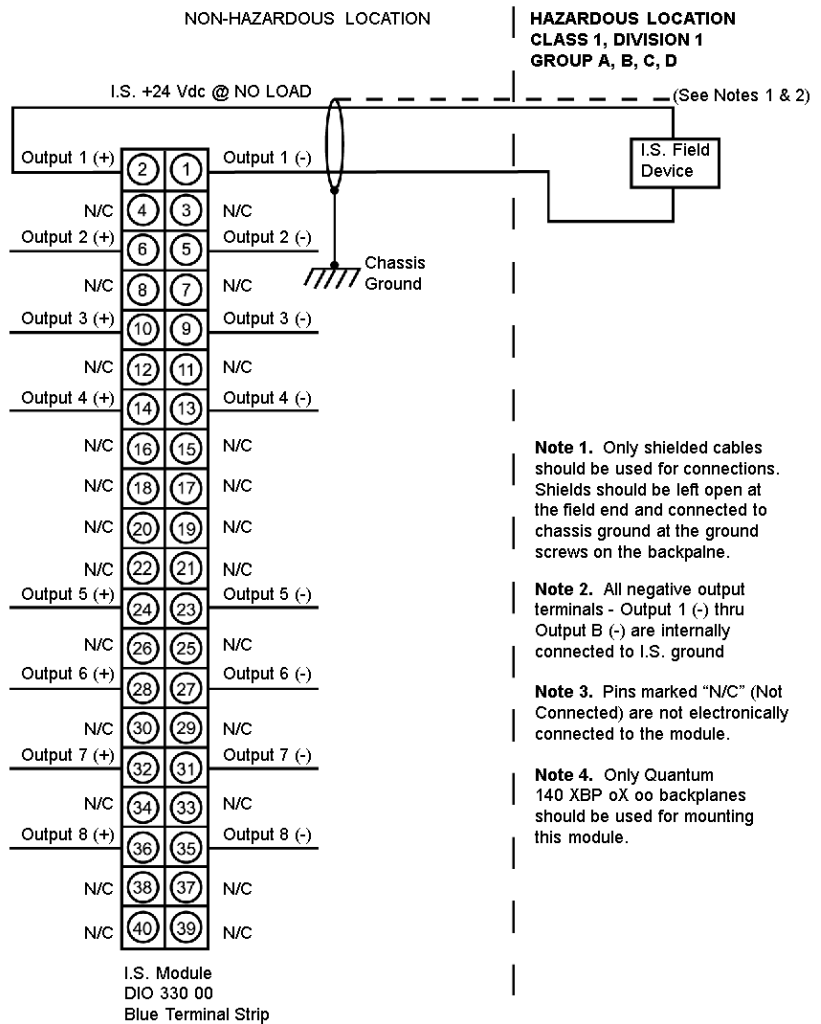 NON-HAZARDOUS LOCATION
HAZARDOUS LOCATION
CLASS 1, DIVISION 1
GROUP A, B, C, D
I.S. +24 Vdc @ NO LOAD
(See Notes 1 & 2)
I.S. Field
Device
Output 1 (+) 2 1 Output 1 (-)
N/C 4 3 N/C
Output 2 (+) 6 5 Output 2 (-)
Chassis
Ground
N/C 8 7 N/C
Output 3 (+) 10 9 Output 3 (-)
N/C 12 11 N/C
Output 4 (+) 14 13 Output 4 (-)
N/C 16 15 N/C
N/C 18 17 N/C
N/C 20 19 N/C
N/C 22 21 N/C
Output 5 (+) 24 23 Output 5 (-)
N/C 26 25 N/C
Output 6 (+) 28 27 Output 6 (-)
N/C 30 29 N/C
Output 7 (+) 32 31 Output 7 (-)
N/C 34 33 N/C
Output 8 (+) 36 35 Output 8 (-)
N/C 38 37 N/C
N/C 40 39 N/C
I.S. Module
DIO 330 00
Blue Terminal Strip
Note 1. Only shielded cables
should be used for connections.
Shields should be left open at
the field end and connected to
chassis ground at the ground
screws on the backpalne.
Note 2. All negative output
terminals - Output 1 (-) thru
Output B (-) are internally
connected to I.S. ground
Note 3. Pins marked “N/C” (Not
Connected) are not electronically
connected to the module.
Note 4. Only Quantum
140 XBP oX oo backplanes
should be used for mounting
this module.